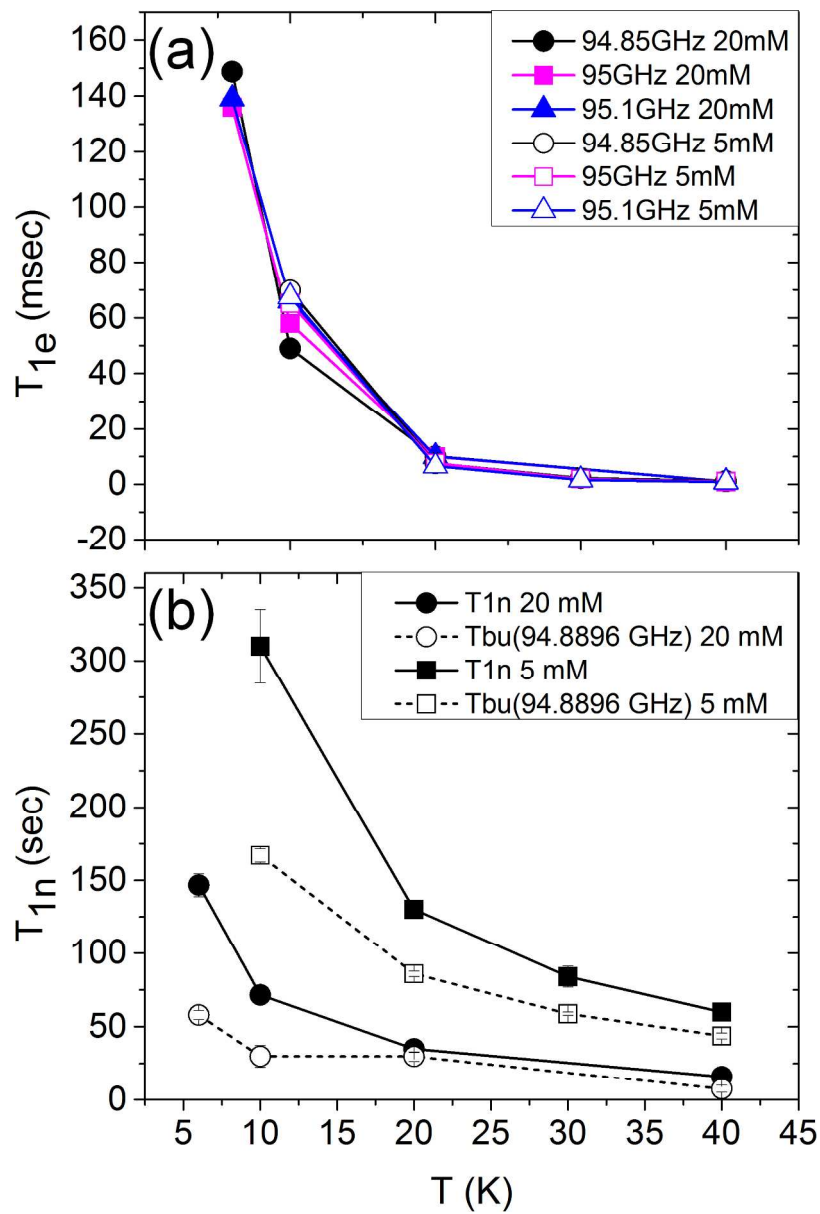 (a)
160
140
120
100
80
60
40
20
0
-20
T1e (msec)
94.85GHz 20mM
95GHz 20mM
95.1GHz 20mM
94.85GHz 5mM
95GHz 5mM
95.1GHz 5mM
(b)
350
300
250
200
150
100
50
0
T1n (sec)
T1n 20 mM
Tbu(94.8896 GHz) 20 mM
T1n 5 mM
Tbu(94.8896 GHz) 5 mM
5 10 15 20 25 30 35 40 45
T (K)